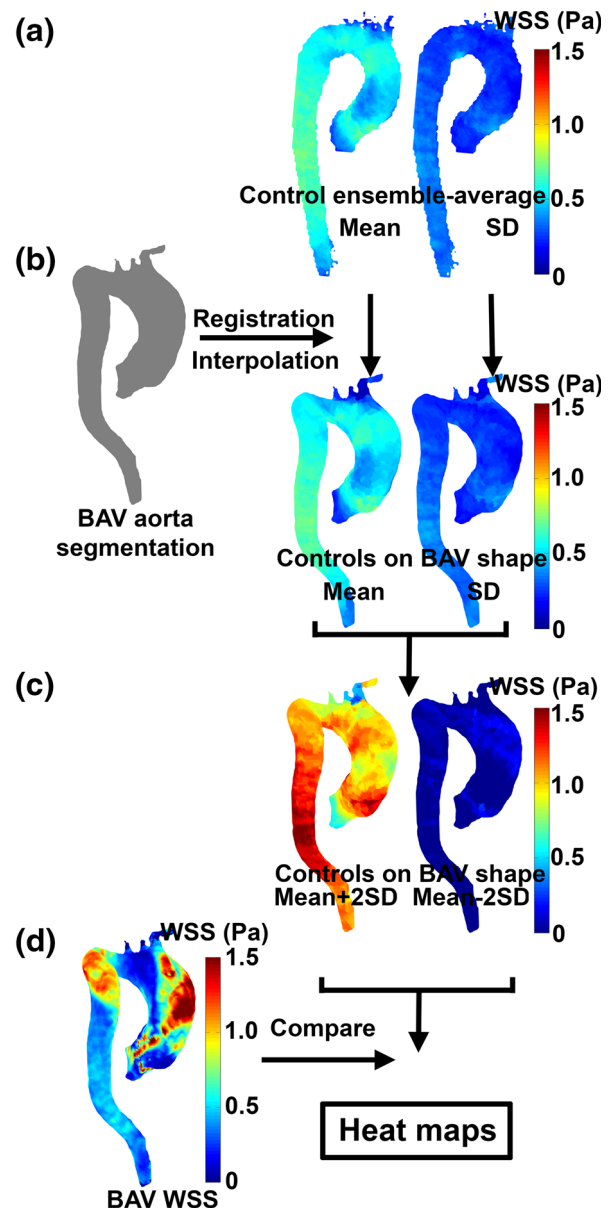 (a)
WSS (Pa)
1.5
1.0
0.5
0
Control ensemble-average
Mean SD
(b)
Registration
Interpolation
BAV aorta
segmentation
WSS (Pa)
1.5
1.0
0.5
0
Controls on BAV shape
Mean SD
(c)
WSS (Pa)
1.5
1.0
0.5
0
Controls on BAV shape
Mean+2SD Mean-2SD
(d)
WSS (Pa)
1.5
1.0
0.5
0
BAV WSS
Compare
Heat maps